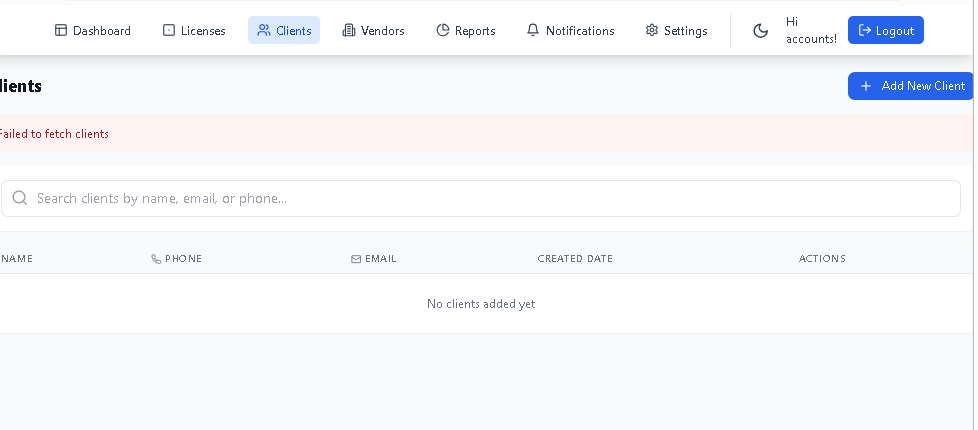 Dashboard Licenses Clients Vendors Reports Notifications Settings Hi accounts! Logout
lients Add New Client
Failed to fetch clients
Search clients by name, email, or phone...
NAME PHONE EMAIL CREATED DATE ACTIONS
No clients added yet